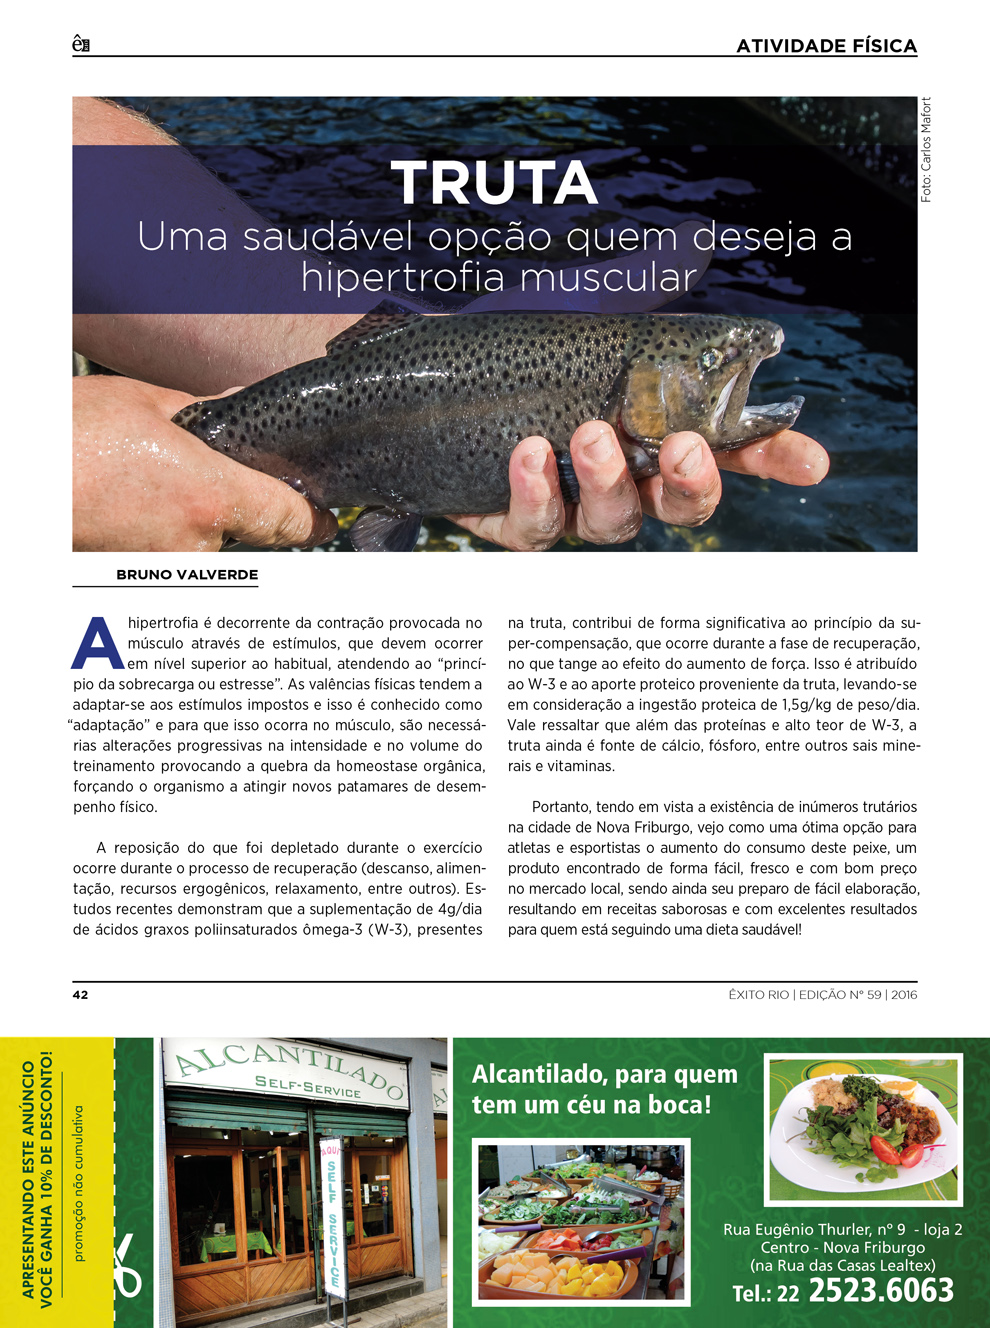 ê
ATIVIDADE FÍSICA
Foto: Carlos Mafort
TRUTA
Uma saudável opção quem deseja a
hipertrofia muscular
BRUNO VALVERDE
A hipertrofia é decorrente da contração provocada no
músculo através de estímulos, que devem ocorrer
em nível superior ao habitual, atendendo ao “princí-
pio da sobrecarga ou estresse”. As valências físicas tendem a
adaptar-se aos estímulos impostos e isso é conhecido como
“adaptação” e para que isso ocorra no músculo, são necessá-
rias alterações progressivas na intensidade e no volume do
treinamento provocando a quebra da homeostase orgânica,
forçando o organismo a atingir novos patamares de desem-
penho físico.
A reposição do que foi depletado durante o exercício
ocorre durante o processo de recuperação (descanso, alimen-
tação, recursos ergogênicos, relaxamento, entre outros). Es-
tudos recentes demonstram que a suplementação de 4g/dia
de ácidos graxos poliinsaturados ômega-3 (W-3), presentes
na truta, contribui de forma significativa ao princípio da su-
per-compensação, que ocorre durante a fase de recuperação,
no que tange ao efeito do aumento de força. Isso é atribuído
ao W-3 e ao aporte proteico proveniente da truta, levando-se
em consideração a ingestão proteica de 1,5g/kg de peso/dia.
Vale ressaltar que além das proteínas e alto teor de W-3, a
truta ainda é fonte de cálcio, fósforo, entre outros sais mine-
rais e vitaminas.
Portanto, tendo em vista a existência de inúmeros trutários
na cidade de Nova Friburgo, vejo como uma ótima opção para
atletas e esportistas o aumento do consumo deste peixe, um
produto encontrado de forma fácil, fresco e com bom preço
no mercado local, sendo ainda seu preparo de fácil elaboração,
resultando em receitas saborosas e com excelentes resultados
para quem está seguindo uma dieta saudável!
42
ÊXITO RIO | EDIÇÃO N° 59 | 2016
APRESENTANDO ESTE ANÚNCIO
VOCÊ GANHA 10% DE DESCONTO!
promoção não cumulativa
ALCANTILADO
SELF-SERVICE
AQUI
SELF SERVICE
Alcantilado, para quem
tem um céu na boca!
Rua Eugênio Thurler, nº 9 - loja 2
Centro - Nova Friburgo
(na Rua das Casas Lealtex)
Tel.: 22 2523.6063